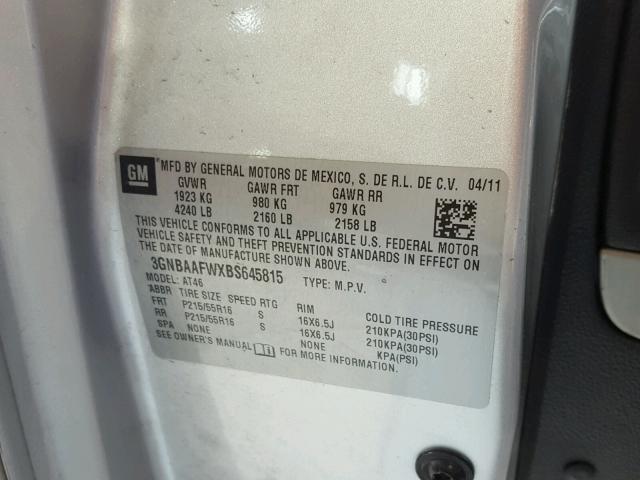 GM MFD BY GENERAL MOTORS DE MEXICO, S. DE R.L. DE C.V. 04/11
GVWR GAWR FRT GAWR RR
1923 KG 980 KG 979 KG
4240 LB 2160 LB 2158 LB
THIS VEHICLE CONFORMS TO ALL APPLICABLE U.S. FEDERAL MOTOR
VEHICLE SAFETY AND THEFT PREVENTION STANDARDS IN EFFECT ON
THE DATE OF MANUFACTURE SHOWN ABOVE.
3GNBAAFWXBS645815 TYPE: M.P.V.
MODEL: AT46
ABBR TIRE SIZE SPEED RTG RIM COLD TIRE PRESSURE
FRT P215/55R16 S 16X6.5J 210KPA(30PSI)
RR P215/55R16 S 16X6.5J 210KPA(30PSI)
SPA NONE NONE KPA(PSI)
SEE OWNER'S MANUAL FOR MORE INFORMATION.